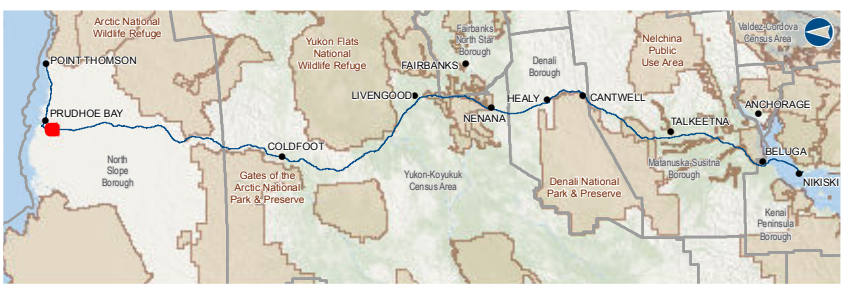 Arctic National
Wildlife Refuge
POINT THOMSON
PRUDHOE BAY
North
Slope
Borough
COLDFOOT
Gates of the
Arctic National
Park & Preserve
Yukon Flats
National
Wildlife Refuge
LIVENGOOD
Yukon-Koyukuk
Census Area
Fairbanks
North Star
Borough
FAIRBANKS
NENANA
Denali
Borough
HEALY
CANTWELL
Denali National
Park & Preserve
Nelchina
Public
Use Area
TALKEETNA
Matanuska-Susitna
Borough
Valdez-Cordova
Census Area
ANCHORAGE
BELUGA
NIKISKI
Kenai
Peninsula
Borough